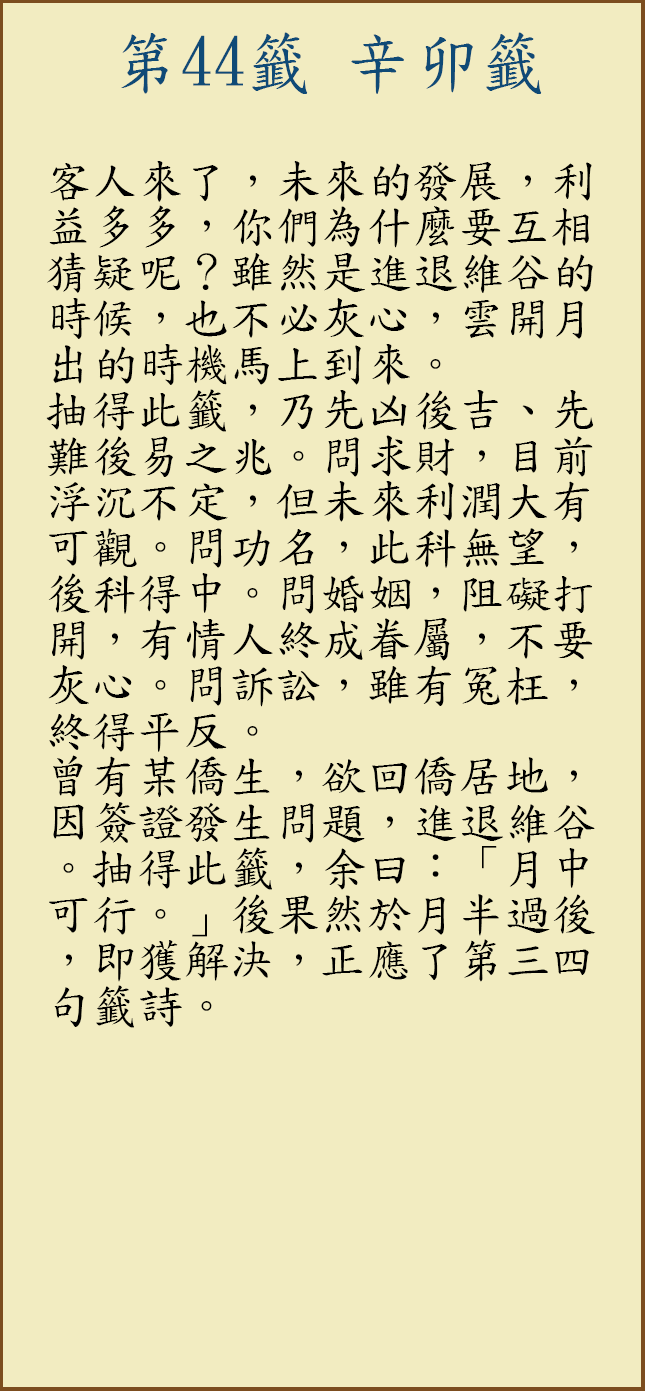 第44籤 辛卯籤
客人來了，未來的發展，利
益多多，你們為什麼要互相
猜疑呢？雖然是進退維谷的
時候，也不必灰心，雲開月
出的時機馬上到來。
抽得此籤，乃先凶後吉、先
難後易之兆。問求財，目前
浮沉不定，但未來利潤大有
可觀。問功名，此科無望，
後科得中。問婚姻，阻礙打
開，有情人終成眷屬，不要
灰心。問訴訟，雖有冤枉，
終得平反。
曾有某僑生，欲回僑居地，
因簽證發生問題，進退維谷
。抽得此籤，余曰：「月中
可行。」後果然於月半過後
，即獲解決，正應了第三四
句籤詩。